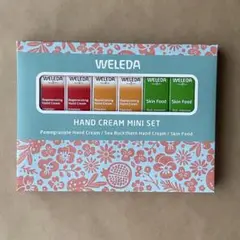 WELEDA
WELEDA WELEDA WELEDA WELEDA WELEDA WELEDA
Skin Food Skin Food
HAND CREAM MINI SET
Pomegranate Hand Cream / Sea Buckthorn Hand Cream / Skin Food